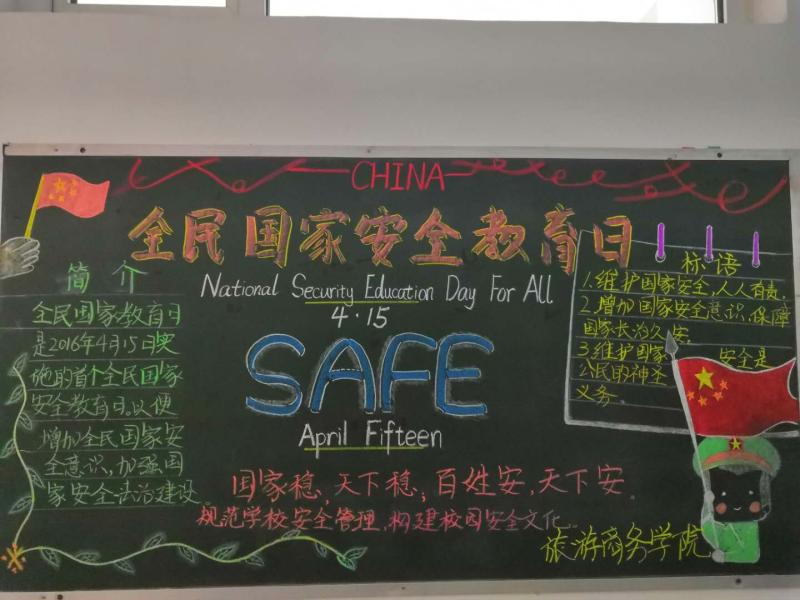 CHINA
全民国家安全教育日
National Security Education Day For All
4.15
SAFE
April Fifteen
简介
全民国家教育日
是2016年4月15日实
施的首个全民国家
安全教育日,以便
增加全民国家安
全意识,加强国
家安全法治建设
标语
1.维护国家安全,人人有责.
2.增加国家安全意识,保障
国家长治久安.
3.维护国家 安全是
公民的神圣
义务.
国家稳,天下稳;百姓安,天下安.
规范学校安全管理,构建校园安全文化.
旅游商务学院